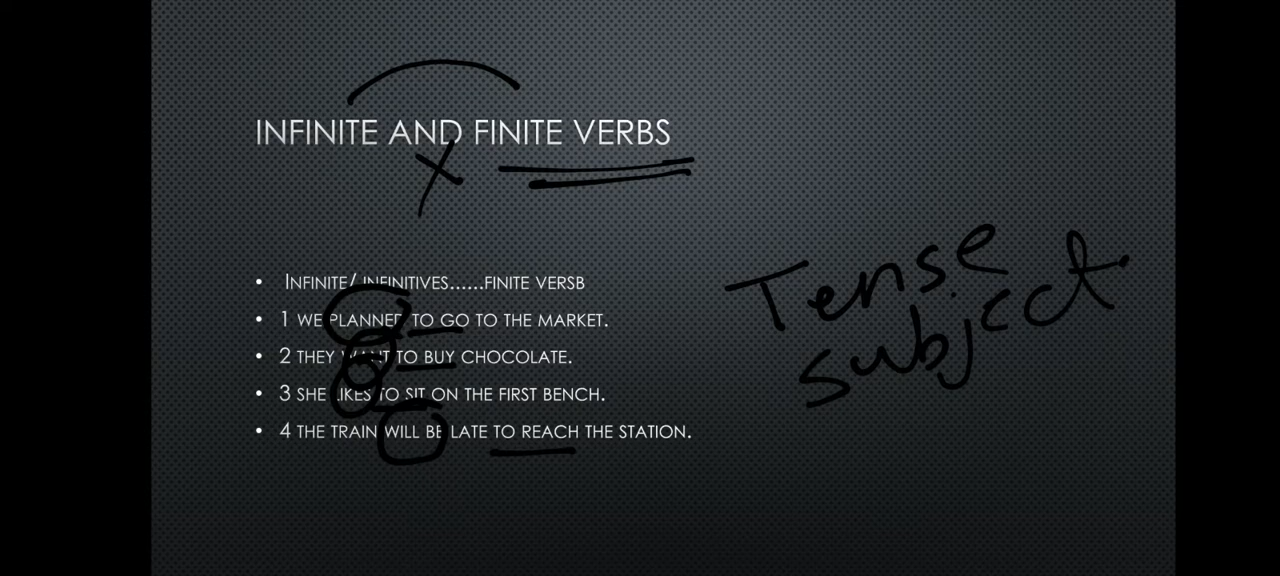 INFINITE AND FINITE VERBS
• INFINITE/ INFINITIVES......FINITE VERSB
• 1 WE PLANNED TO GO TO THE MARKET.
• 2 THEY WANT TO BUY CHOCOLATE.
• 3 SHE LIKES TO SIT ON THE FIRST BENCH.
• 4 THE TRAIN WILL BE LATE TO REACH THE STATION.
Tense
subject